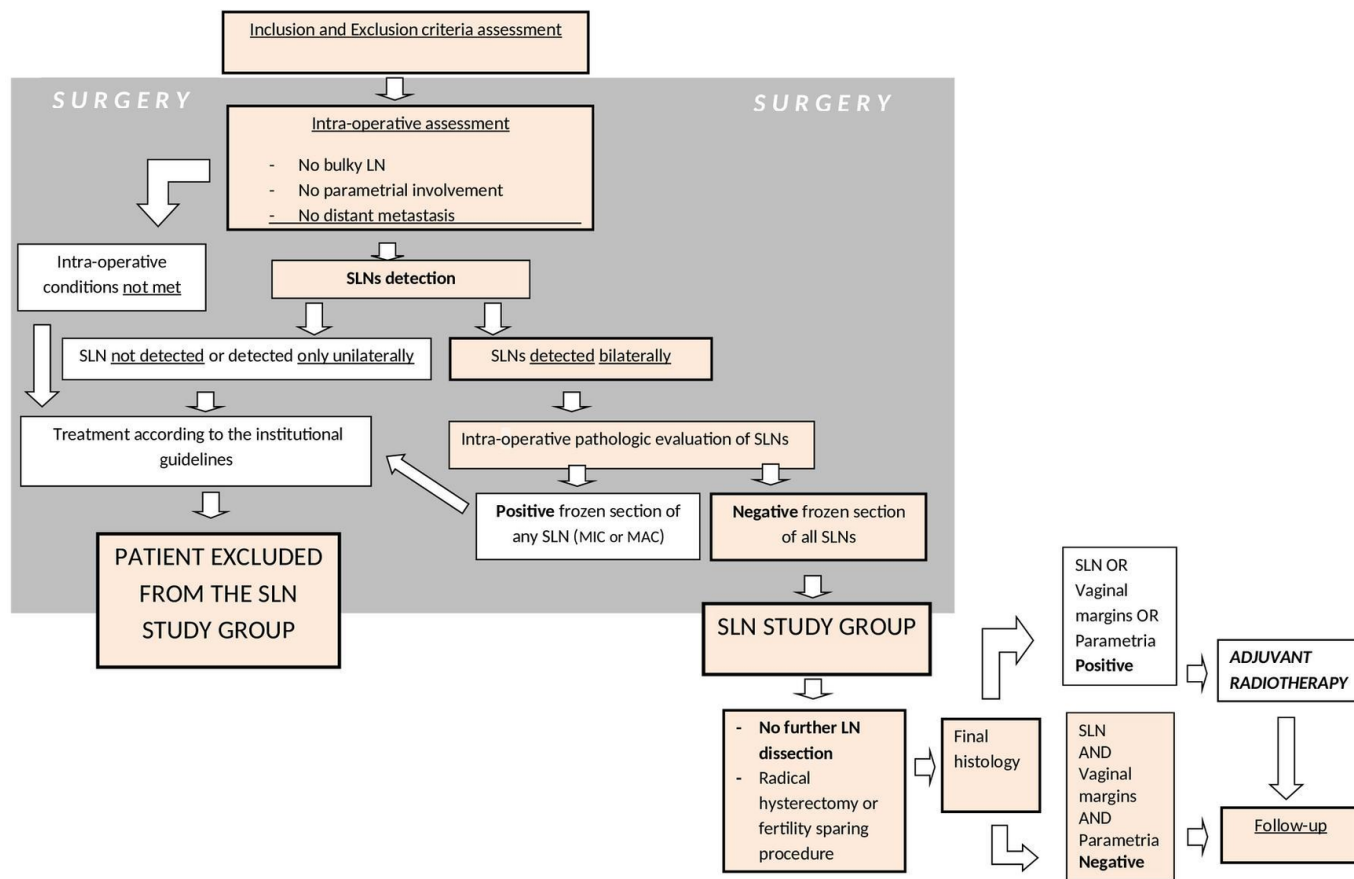 Inclusion and Exclusion criteria assessment
SURGERY
SURGERY
Intra-operative assessment
- No bulky LN
- No parametrial involvement
- No distant metastasis
Intra-operative
conditions not met
SLNs detection
SLN not detected or detected only unilaterally
SLNs detected bilaterally
Treatment according to the institutional
guidelines
Intra-operative pathologic evaluation of SLNs
Positive frozen section of
any SLN (MIC or MAC)
Negative frozen section
of all SLNs
PATIENT EXCLUDED
FROM THE SLN
STUDY GROUP
SLN STUDY GROUP
- No further LN
dissection
- Radical
hysterectomy or
fertility sparing
procedure
Final
histology
SLN OR
Vaginal
margins OR
Parametria
Positive
ADJUVANT
RADIOTHERAPY
SLN
AND
Vaginal
margins
AND
Parametria
Negative
Follow-up